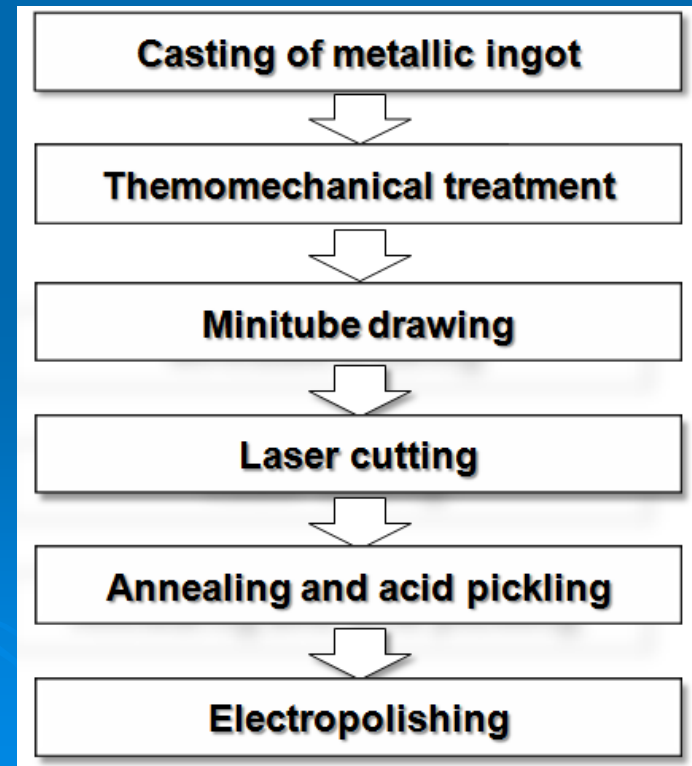 Casting of metallic ingot
Themomechanical treatment
Minitube drawing
Laser cutting
Annealing and acid pickling
Electropolishing